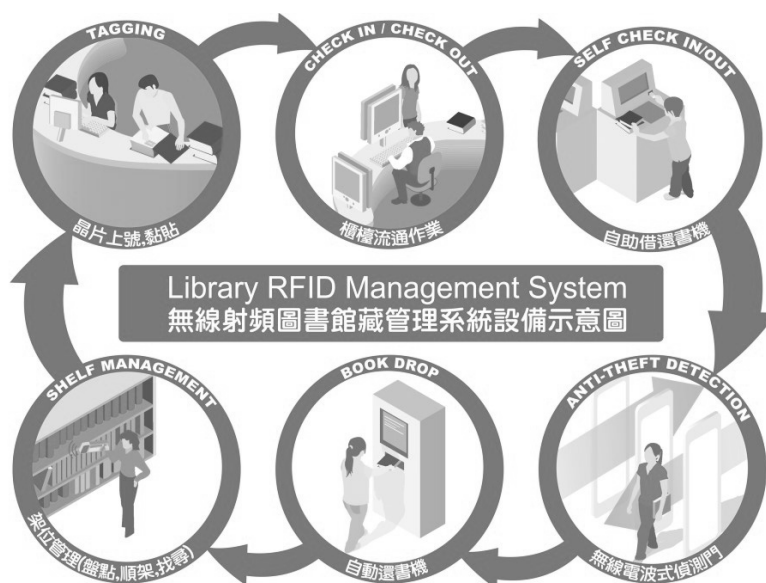 TAGGING
晶片上號,黏貼
CHECK IN / CHECK OUT
櫃檯流通作業
SELF CHECK IN/OUT
自助借還書機
Library RFID Management System
無線射頻圖書館藏管理系統設備示意圖
SHELF MANAGEMENT
架位管理(盤點,順架,找尋)
BOOK DROP
自動還書機
ANTI-THEFT DETECTION
無線電波式偵測門